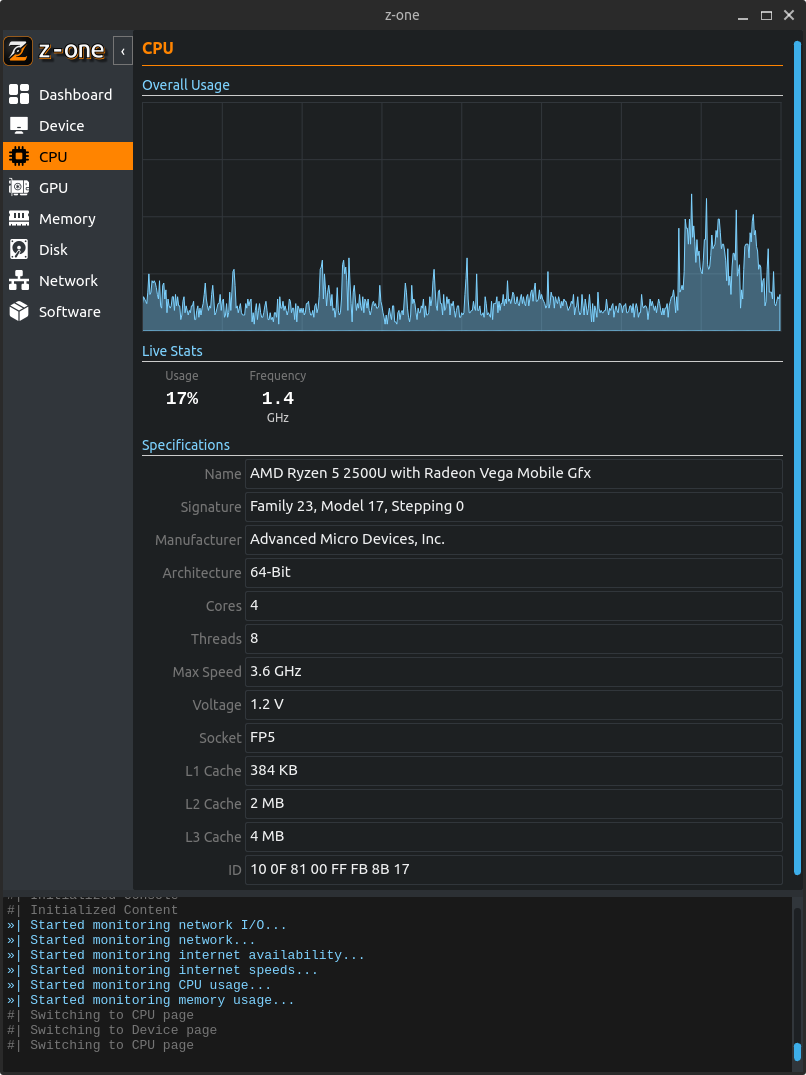 z-one
z-one
‹
Dashboard
Device
CPU
GPU
Memory
Disk
Network
Software
CPU
Overall Usage
Live Stats
Usage Frequency
17% 1.4
GHz
Specifications
Name AMD Ryzen 5 2500U with Radeon Vega Mobile Gfx
Signature Family 23, Model 17, Stepping 0
Manufacturer Advanced Micro Devices, Inc.
Architecture 64-Bit
Cores 4
Threads 8
Max Speed 3.6 GHz
Voltage 1.2 V
Socket FP5
L1 Cache 384 KB
L2 Cache 2 MB
L3 Cache 4 MB
ID 10 0F 81 00 FF FB 8B 17
#| Initialized Console
#| Initialized Content
»| Started monitoring network I/O...
»| Started monitoring network...
»| Started monitoring internet availability...
»| Started monitoring internet speeds...
»| Started monitoring CPU usage...
»| Started monitoring memory usage...
#| Switching to CPU page
#| Switching to Device page
#| Switching to CPU page